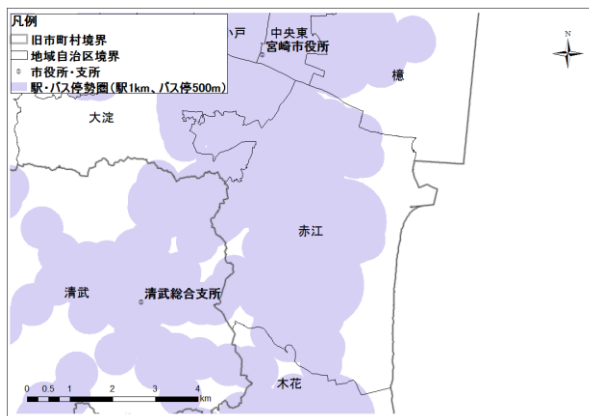 凡例
旧市町村境界
地域自治区境界
市役所・支所
駅・バス停勢圏(駅1km、バス停500m)
小戸
中央東
宮崎市役所
檍
N
大淀
赤江
清武
清武総合支所
木花
0 0.5 1 2 3 4
km